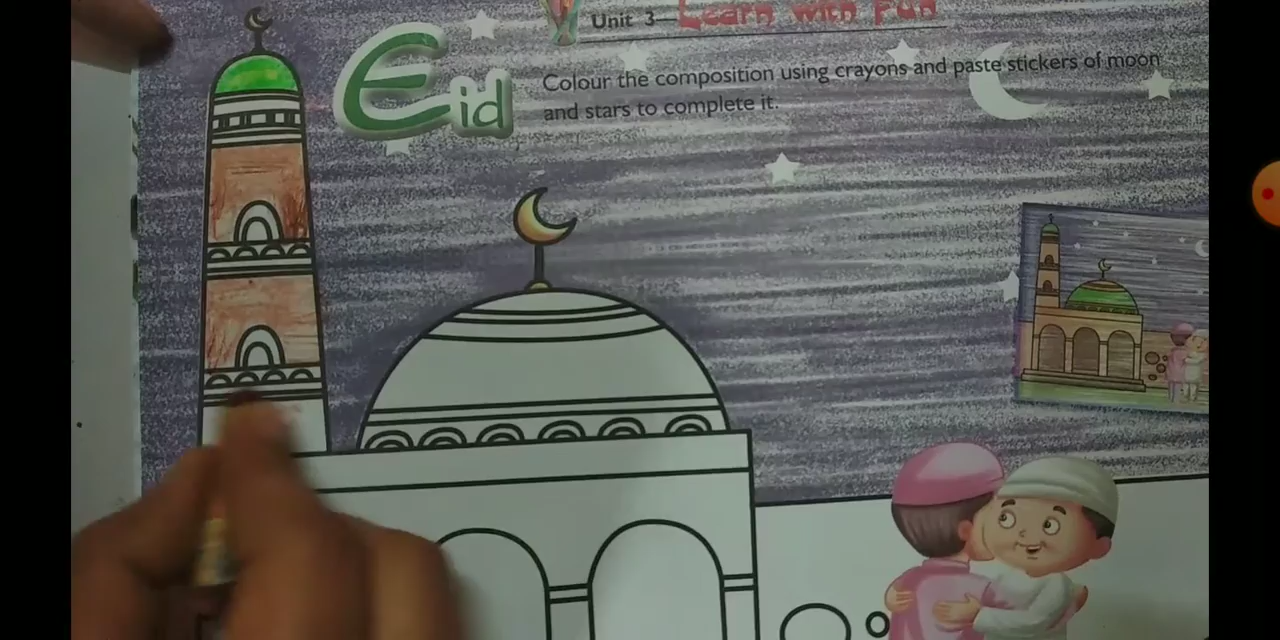 Unit 3—Learn with Fun
Eid
Colour the composition using crayons and paste stickers of moon
and stars to complete it.